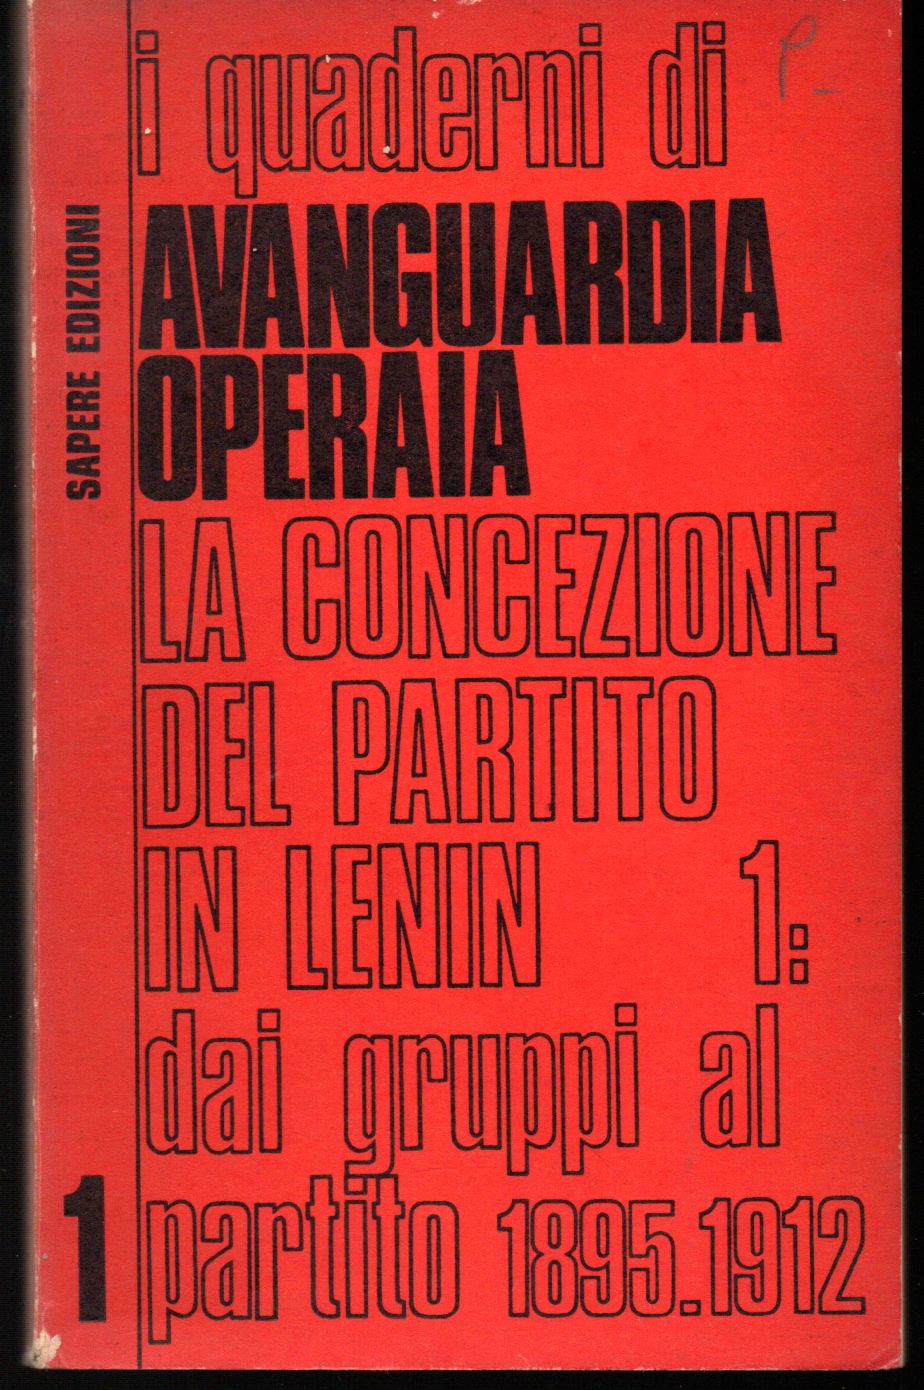 i quaderni di
AVANGUARDIA
OPERAIA
LA CONCEZIONE
DEL PARTITO
IN LENIN 1:
dai gruppi al
partito 1895.1912
SAPERE EDIZIONI
1